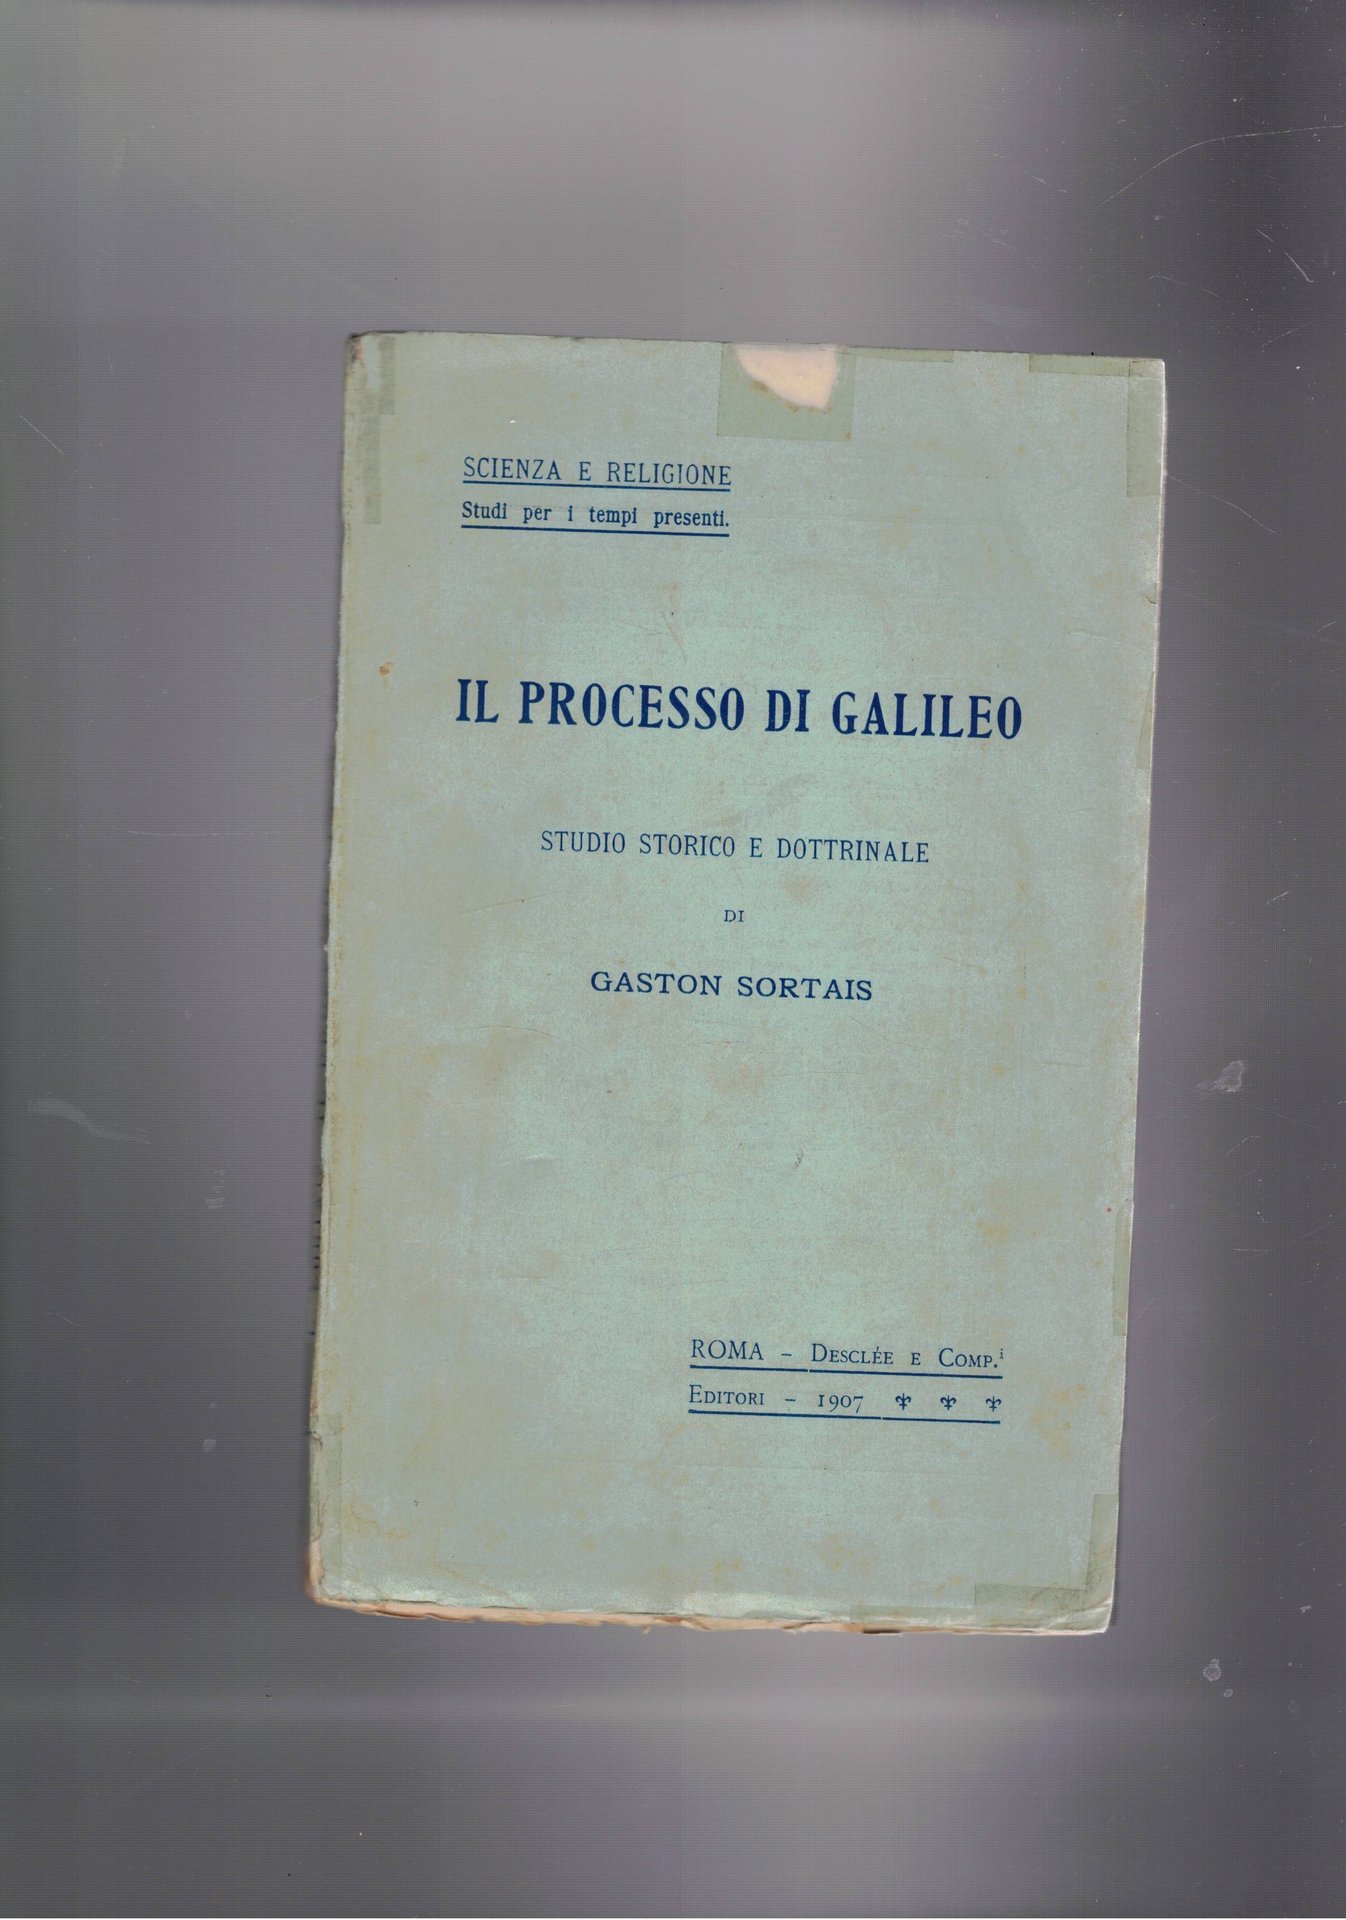 SCIENZA E RELIGIONE
Studi per i tempi presenti.
IL PROCESSO DI GALILEO
STUDIO STORICO E DOTTRINALE
DI
GASTON SORTAIS
ROMA – DESCLÉE E COMP.i
EDITORI – 1907